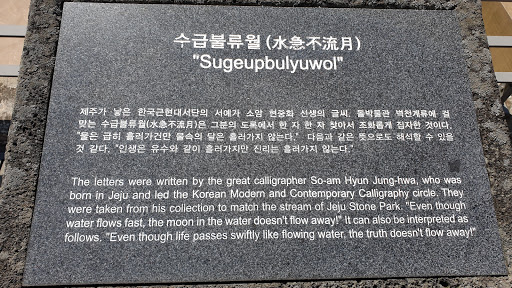 수급불류월(水急不流月)
"Sugeupbulyuwol"
제주가 낳은 한국근현대서단의 서예가 소암 현중화 선생의 글씨. 돌박물관 벽천계류에 걸
맞는 수급불류월(水急不流月)은 그분의 도록에서 한 자 한 자 찾아서 조화롭게 집자한 것이다.
"물은 급히 흘러가건만 물속의 달은 흘러가지 않는다." 다음과 같은 뜻으로도 해석할 수 있을
것 같다. "인생은 유수와 같이 흘러가지만 진리는 흘러가지 않는다."
The letters were written by the great calligrapher So-am Hyun Jung-hwa, who was
born in Jeju and led the Korean Modern and Contemporary Calligraphy circle. They
were taken from his collection to match the stream of Jeju Stone Park. "Even though
water flows fast, the moon in the water doesn't flow away!" It can also be interpreted as
follows. "Even though life passes swiftly like flowing water, the truth doesn't flow away!"